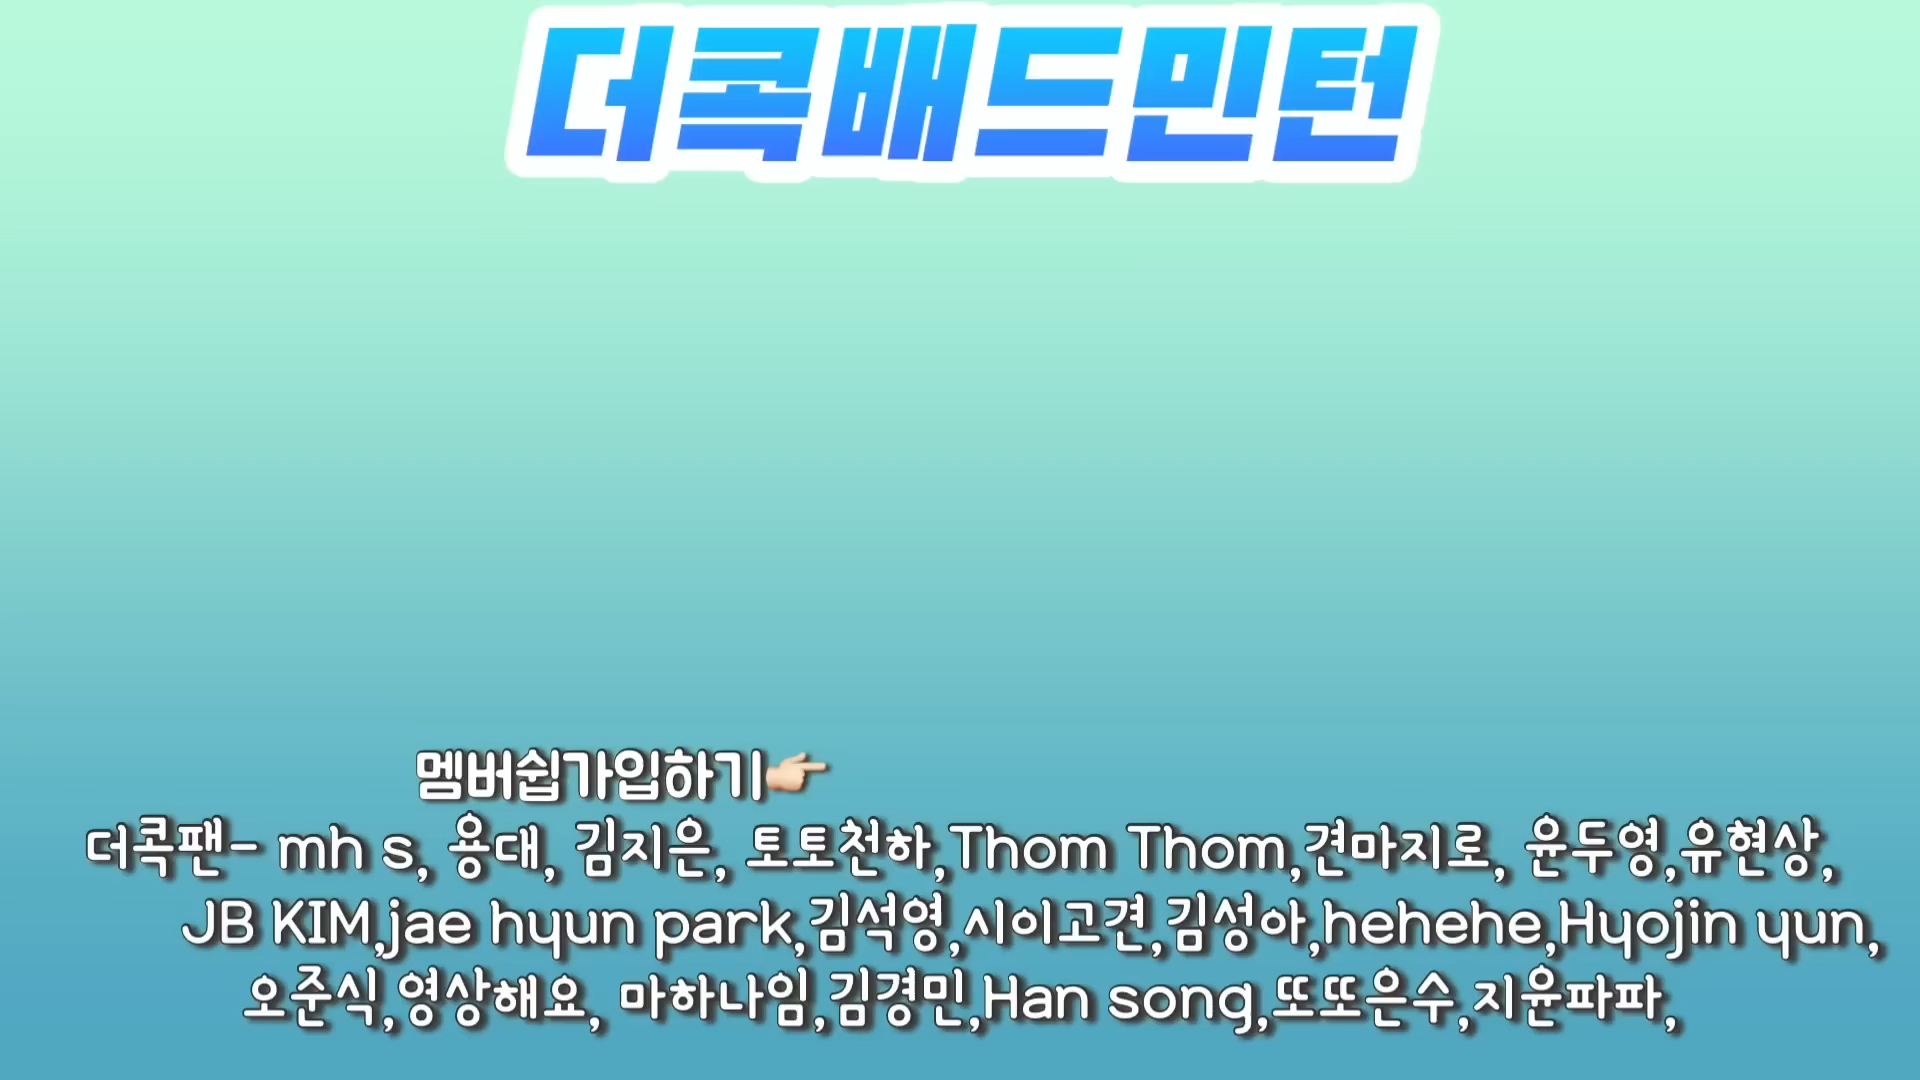 더콕배드민턴
멤버쉽가입하기👉🏻
더콕팬- mh s, 용대, 김지은, 토토천하,Thom Thom,견마지로, 윤두영,유현상,
JB KIM,jae hyun park,김석영,시이고견,김성아,hehehe,Hyojin yun,
오준식,영상해요, 마하나임,김경민,Han song,또또은수,지윤파파,